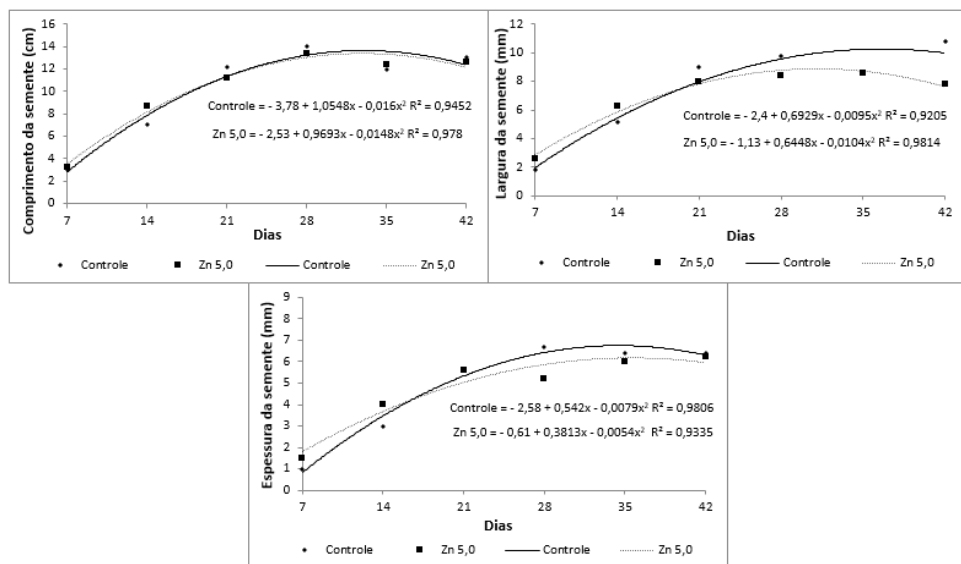 Comprimento da semente (cm)
16
14
12
10
8
6
4
2
0
Controle = - 3,78 + 1,0548x - 0,016x² R² = 0,9452
Zn 5,0 = - 2,53 + 0,9693x - 0,0148x² R² = 0,978
7 14 21 28 35 42
Dias
Controle Zn 5,0 Controle Zn 5,0
Largura da semente (mm)
12
10
8
6
4
2
0
Controle = - 2,4 + 0,6929x - 0,0095x² R² = 0,9205
Zn 5,0 = - 1,13 + 0,6448x - 0,0104x² R² = 0,9814
7 14 21 28 35 42
Dias
Controle Zn 5,0 Controle Zn 5,0
Espessura da semente (mm)
9
8
7
6
5
4
3
2
1
0
Controle = - 2,58 + 0,542x - 0,0079x² R² = 0,9806
Zn 5,0 = - 0,61 + 0,3813x - 0,0054x² R² = 0,9335
7 14 21 28 35 42
Dias
Controle Zn 5,0 Controle Zn 5,0